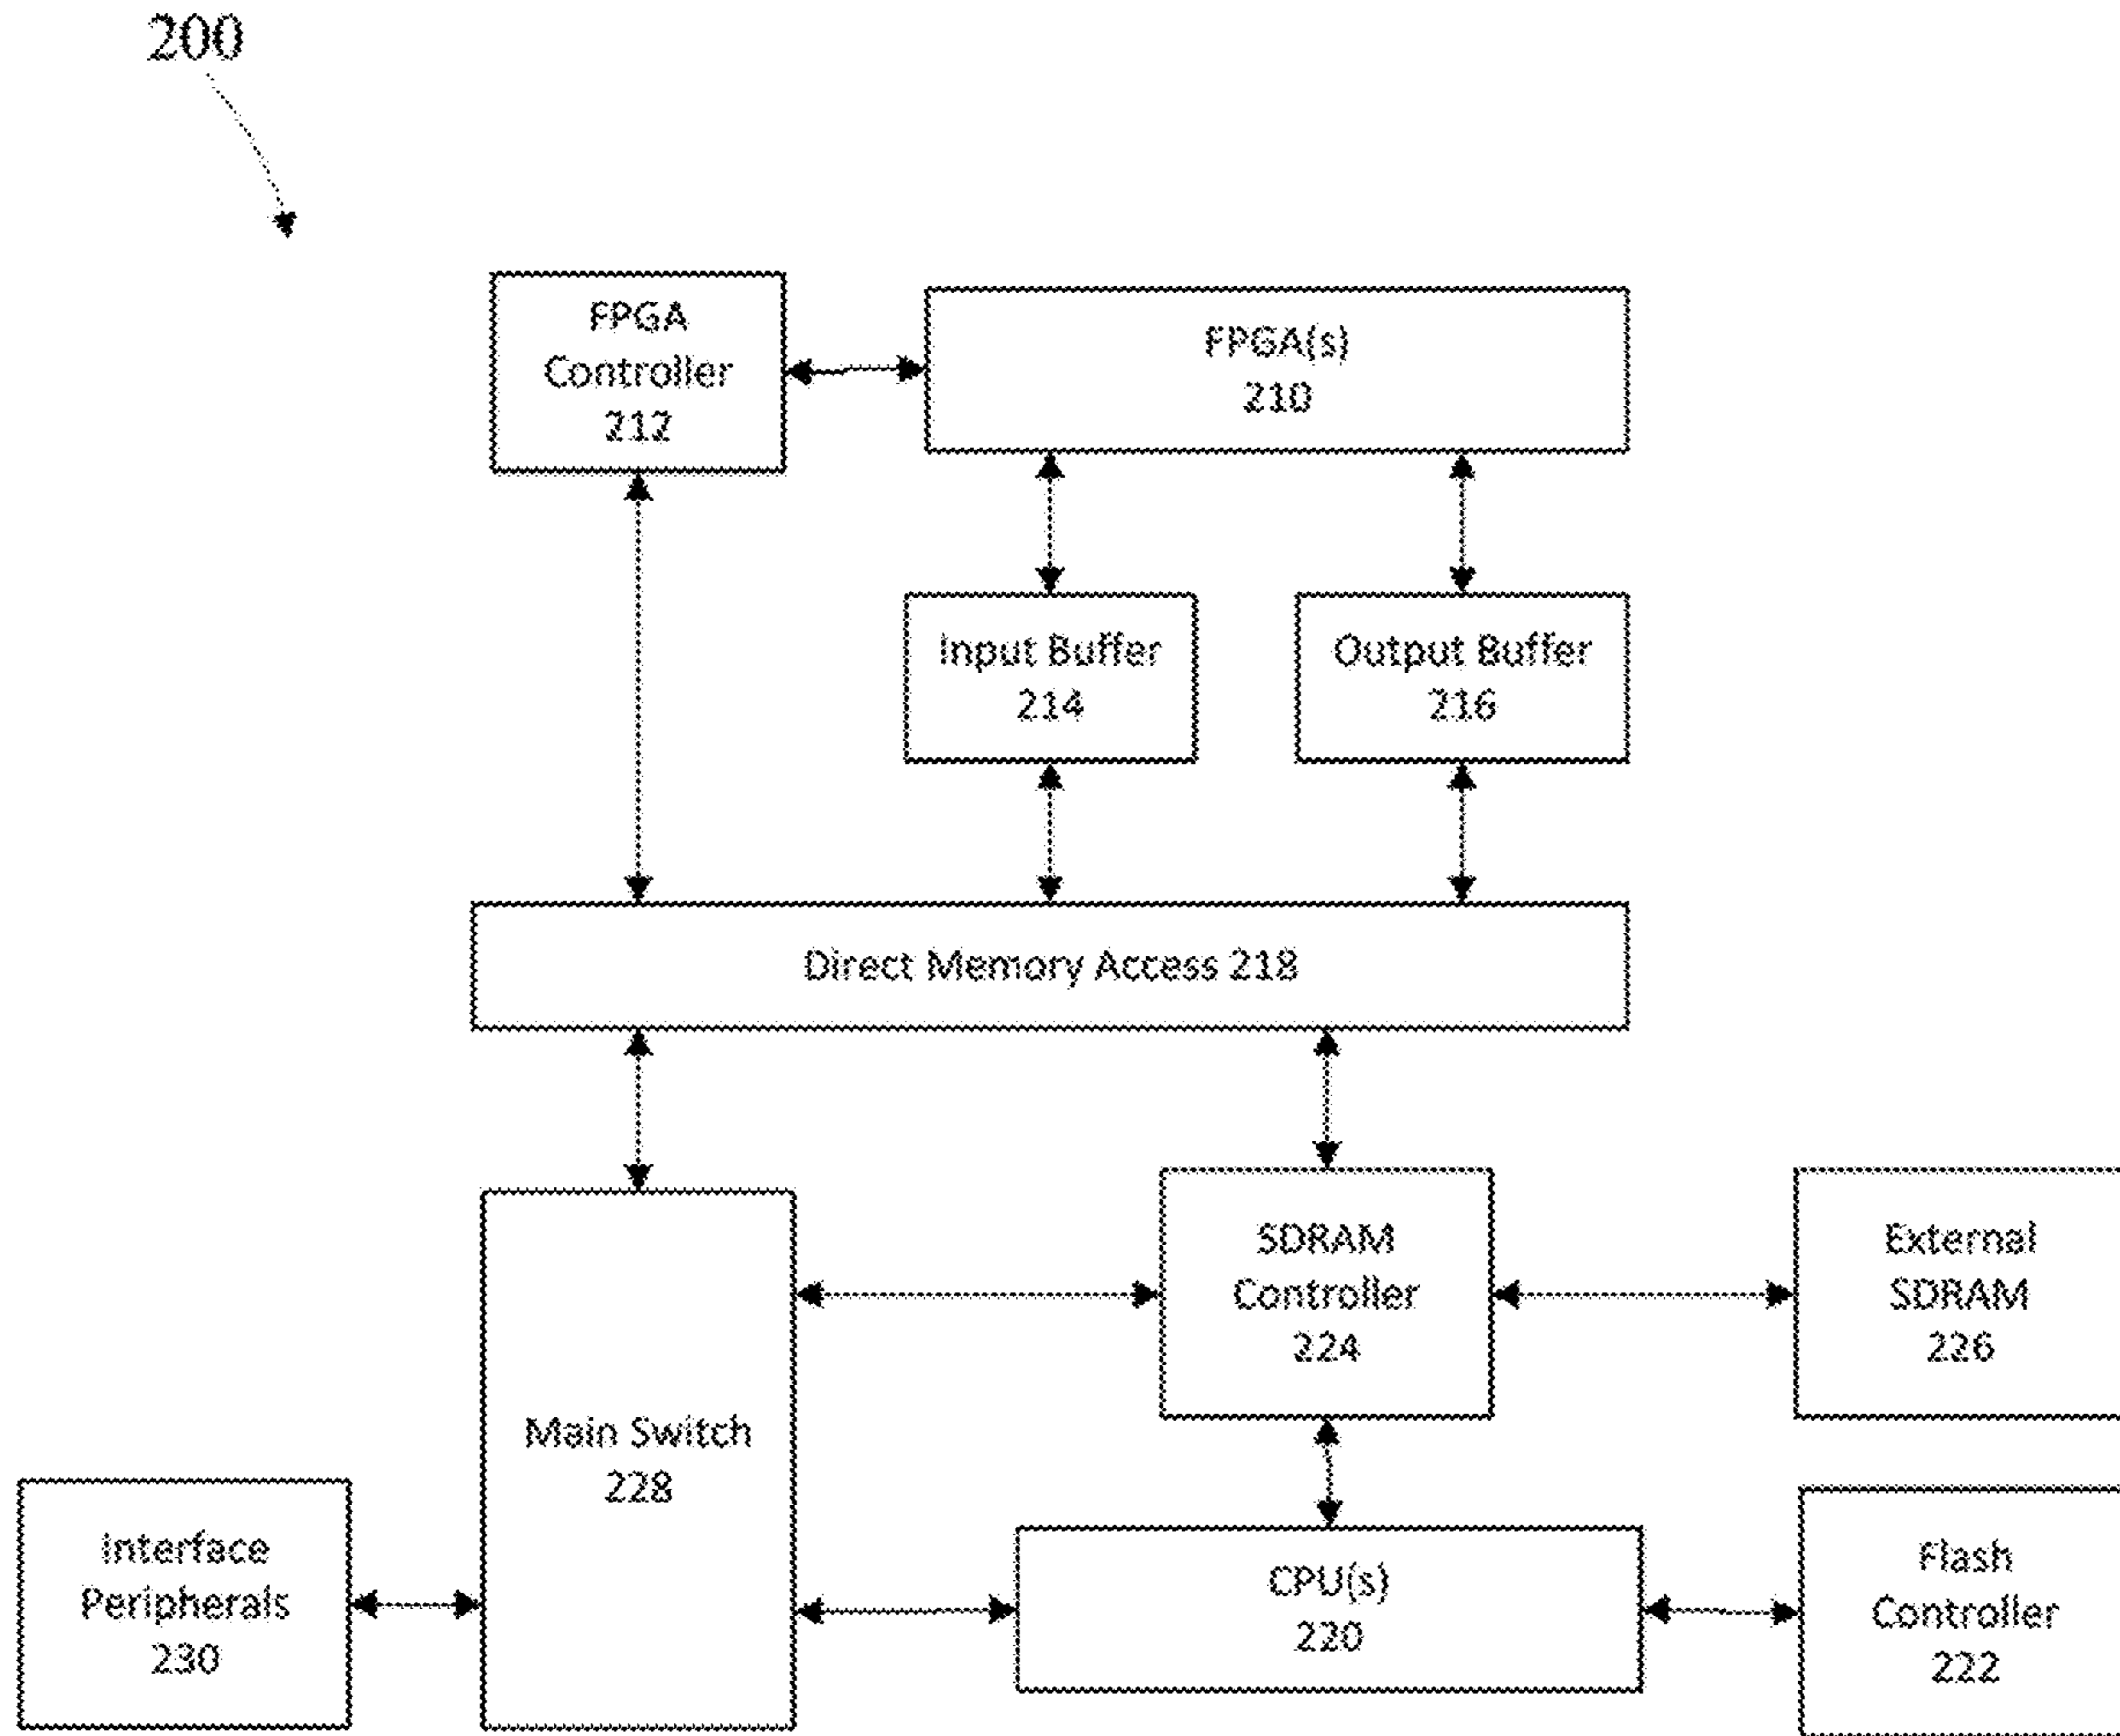 200
FPGA
Controller
212
FPGA(s)
210
Input Buffer
214
Output Buffer
216
Direct Memory Access 218
Main Switch
228
SDRAM
Controller
224
External
SDRAM
226
Interface
Peripherals
230
CPU(s)
220
Flash
Controller
222